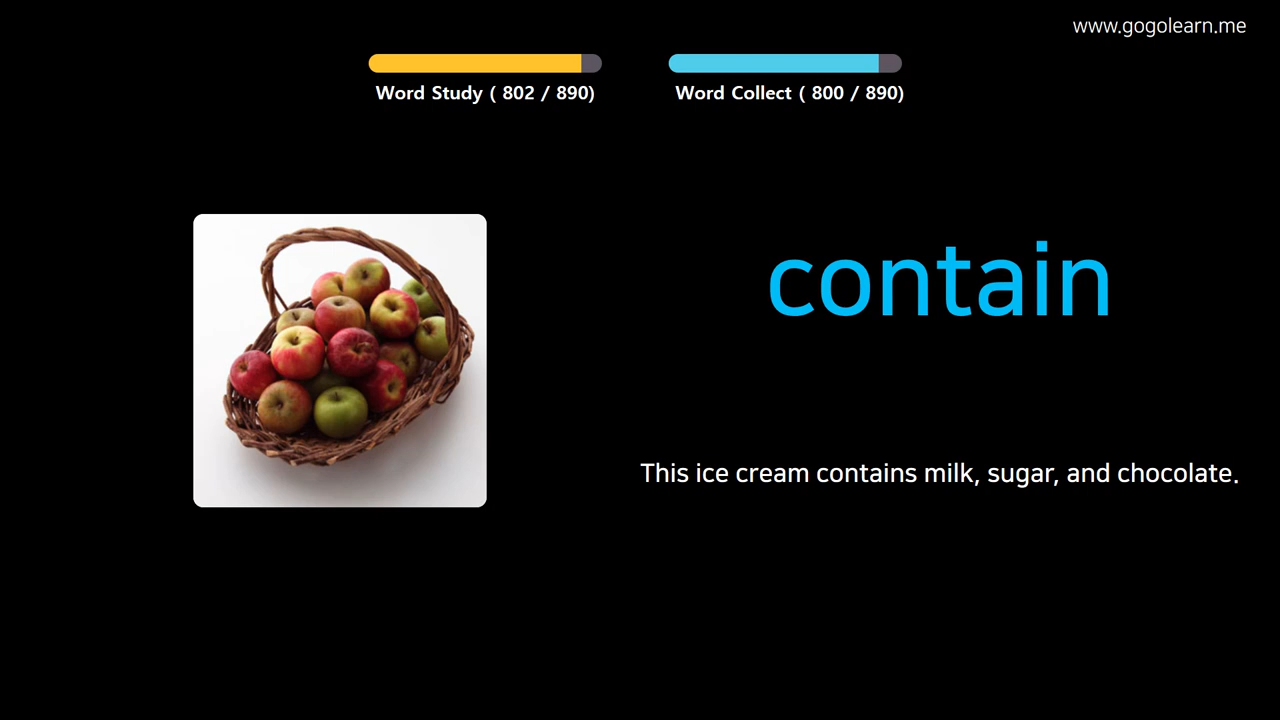 www.gogolearn.me
Word Study ( 802 / 890)
Word Collect ( 800 / 890)
contain
This ice cream contains milk, sugar, and chocolate.